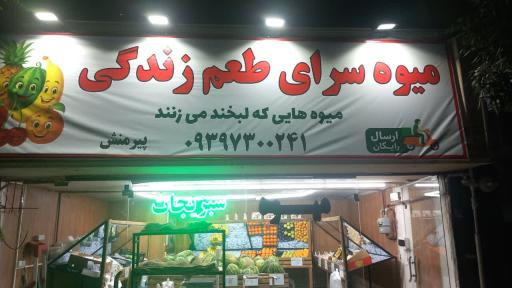 میوه سرای طعم زندگی
میوه هایی که لبخند می زنند
ارسال
رایگان
۰۹۳۹۷۳۰۰۲۴۱
پیرمنش
سبزیجات